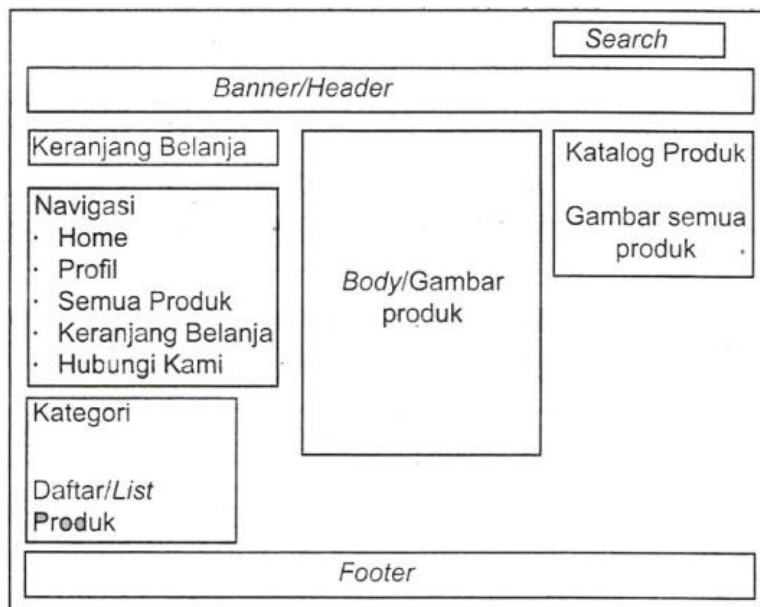 Search
Banner/Header
Keranjang Belanja
Navigasi
· Home
· Profil
· Semua Produk
· Keranjang Belanja
· Hubungi Kami
Kategori
Daftar/List
Produk
Body/Gambar
produk
Katalog Produk
Gambar semua
produk
Footer